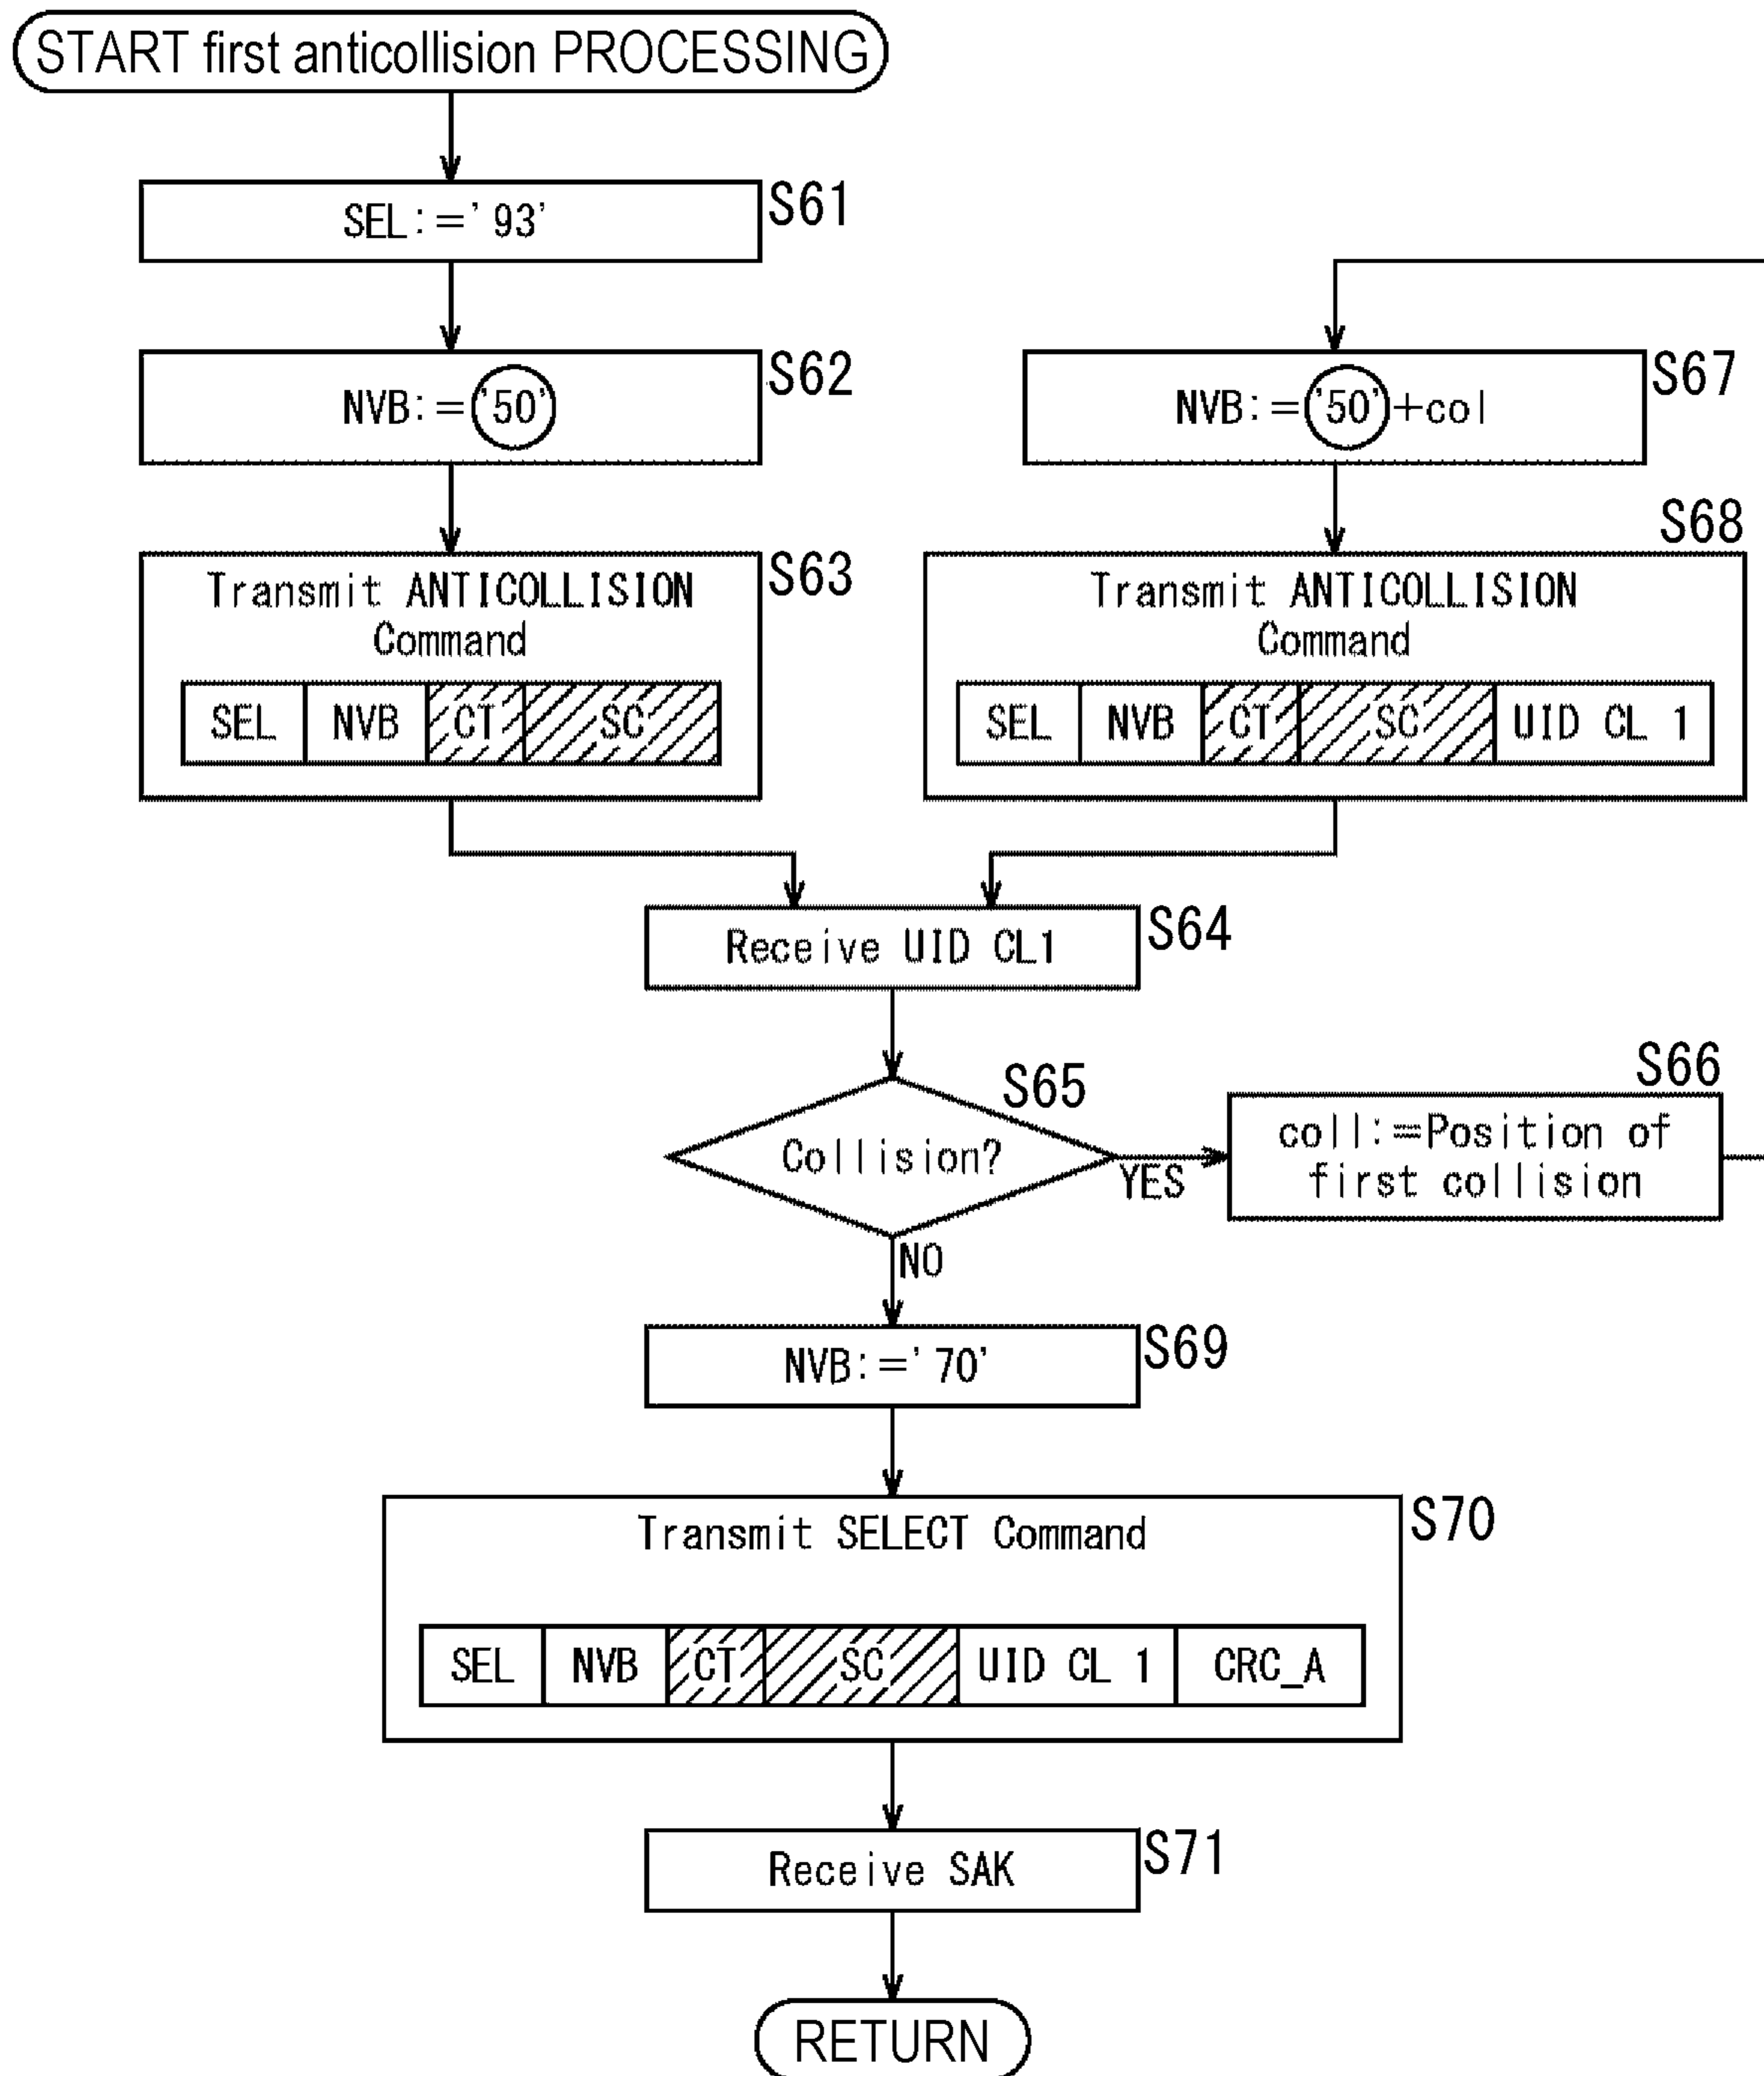 START first anticollision PROCESSING
SEL:='93'
S61
NVB:='50'
S62
NVB:='50'+col
S67
Transmit ANTICOLLISION
Command
SEL NVB CT SC
S63
Transmit ANTICOLLISION
Command
SEL NVB CT SC UID CL 1
S68
Receive UID CL1
S64
Collision?
S65
YES
NO
coll:=Position of
first collision
S66
NVB:='70'
S69
Transmit SELECT Command
SEL NVB CT SC UID CL 1 CRC_A
S70
Receive SAK
S71
RETURN